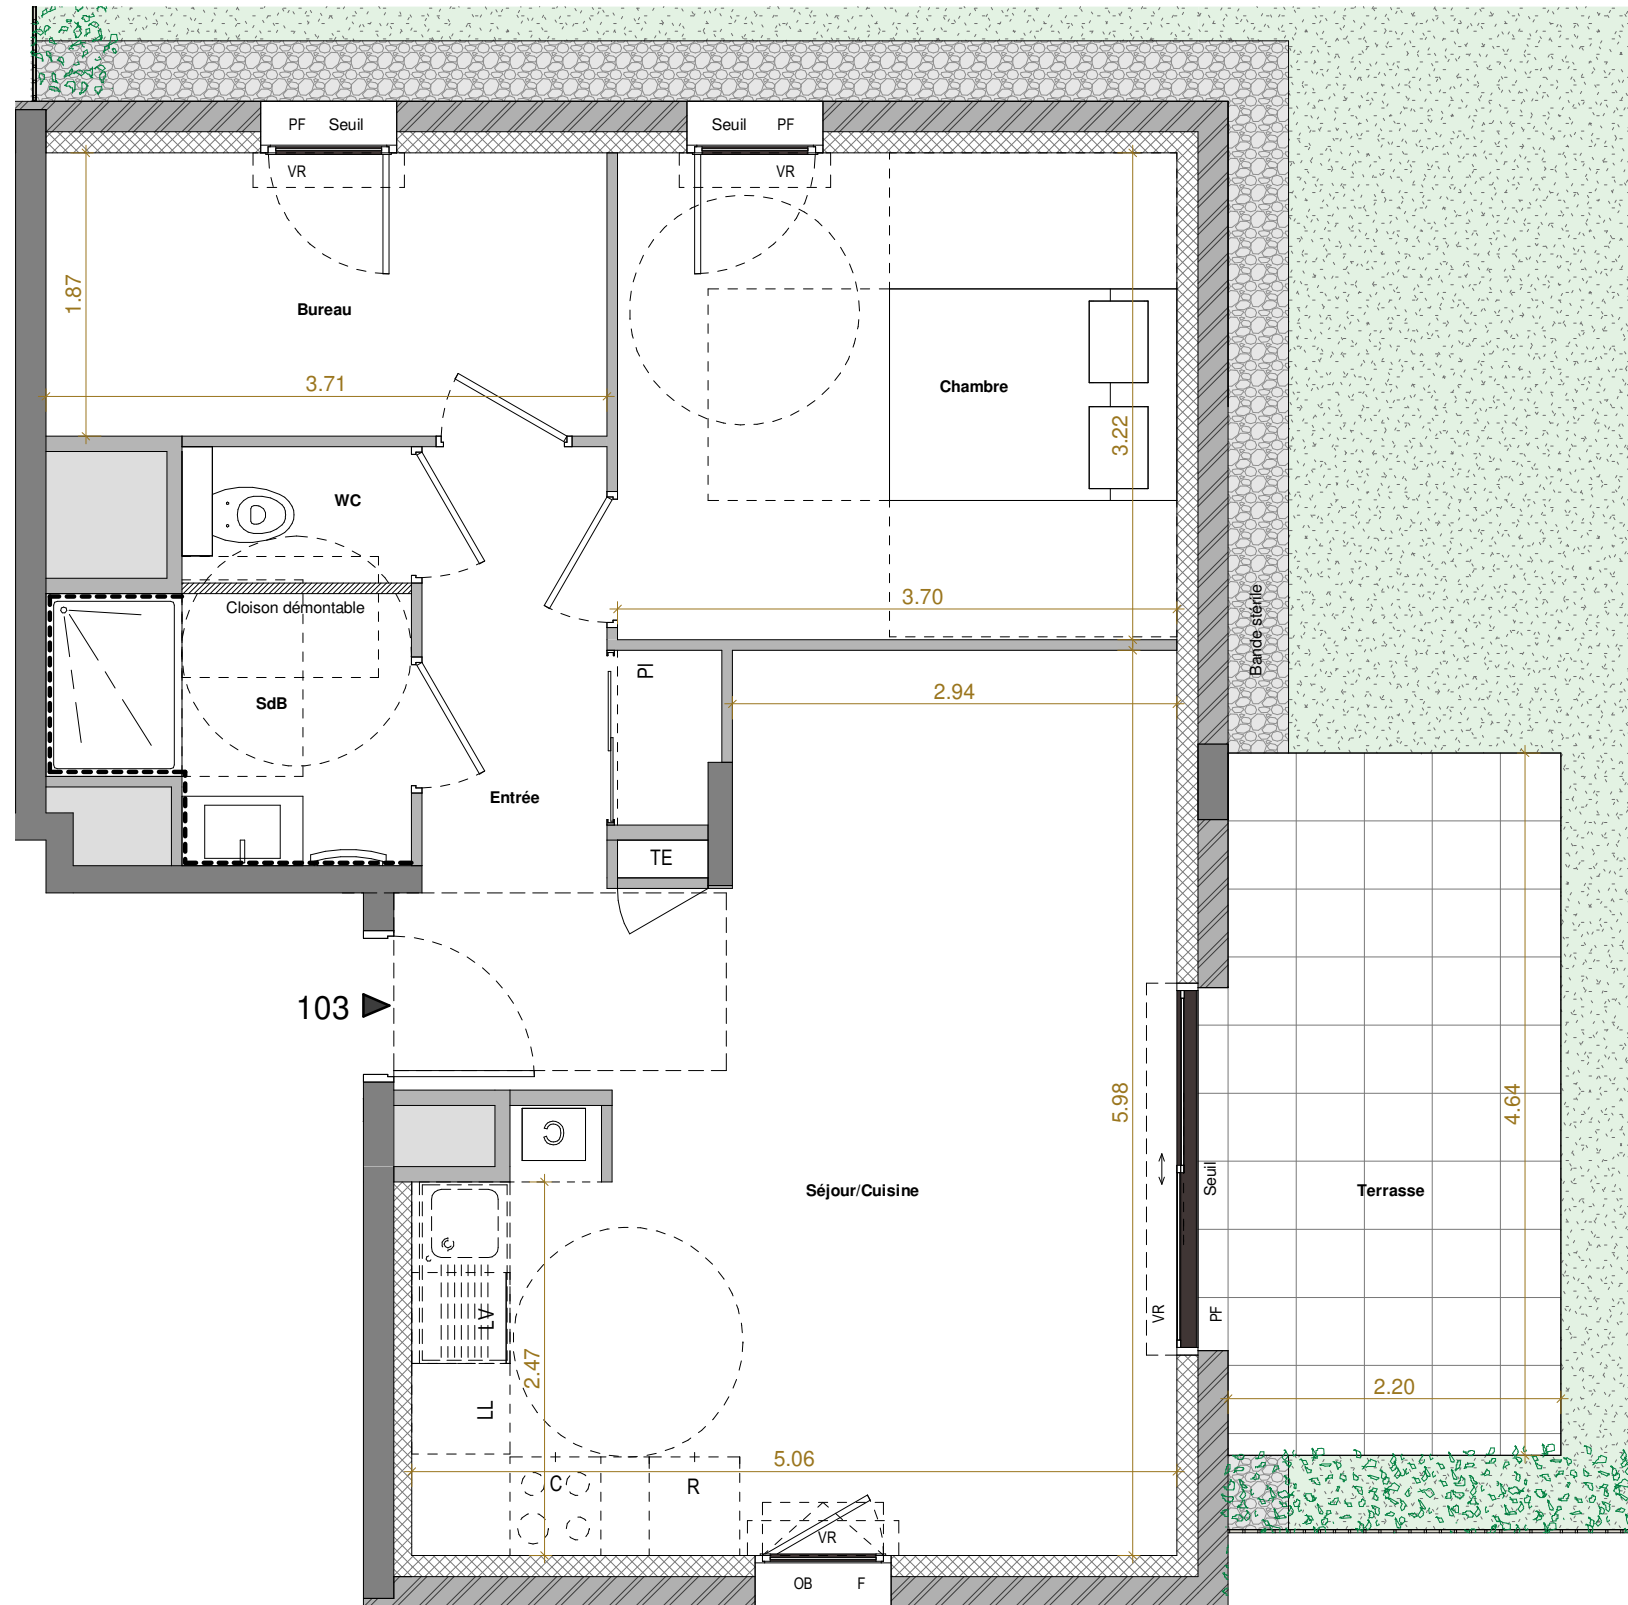 PF Seuil
Seuil PF
VR
VR
1.87
Bureau
3.71
Chambre
3.22
WC
Cloison démontable
3.70
Bande stérile
PI
SdB
2.94
Entrée
TE
103
C
5.98
4.64
Séjour/Cuisine
Seuil
Terrasse
LV
VR
PF
2.47
2.20
LL
5.06
C
R
VR
OB F